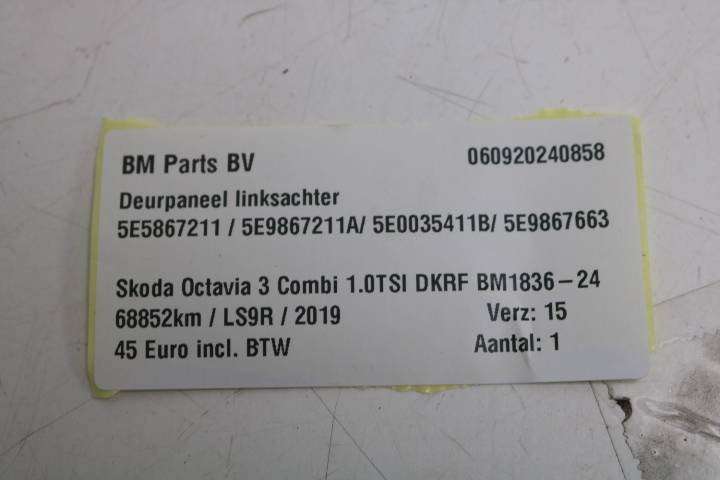 BM Parts BV 060920240858
Deurpaneel linksachter
5E5867211 / 5E9867211A/ 5E0035411B/ 5E9867663
Skoda Octavia 3 Combi 1.0TSI DKRF BM1836-24
68852km / LS9R / 2019 Verz: 15
45 Euro incl. BTW Aantal: 1